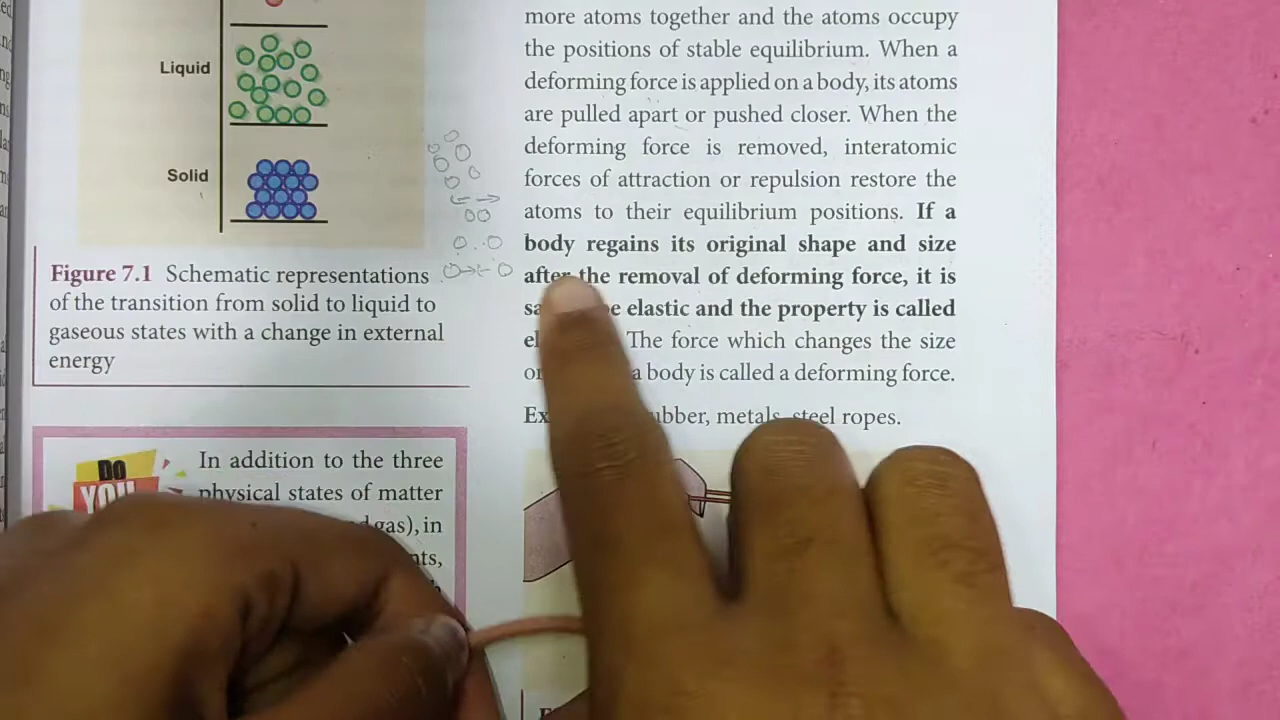 Liquid
Solid
Figure 7.1 Schematic representations
of the transition from solid to liquid to
gaseous states with a change in external
energy
DO
YOU
In addition to the three
physical states of matter
gas), in
more atoms together and the atoms occupy
the positions of stable equilibrium. When a
deforming force is applied on a body, its atoms
are pulled apart or pushed closer. When the
deforming force is removed, interatomic
forces of attraction or repulsion restore the
atoms to their equilibrium positions. If a
body regains its original shape and size
after the removal of deforming force, it is
elastic and the property is called
The force which changes the size
a body is called a deforming force.
metals, steel ropes.